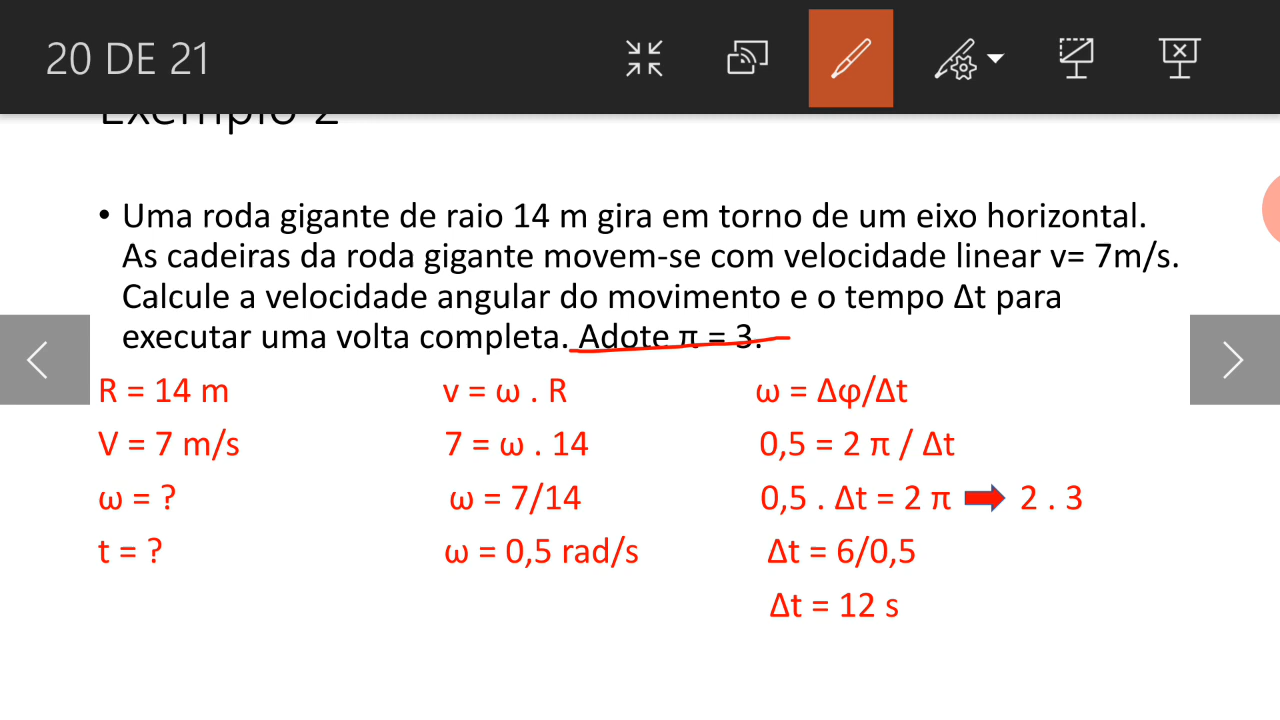 20 DE 21
Exemplo 2
• Uma roda gigante de raio 14 m gira em torno de um eixo horizontal.
As cadeiras da roda gigante movem-se com velocidade linear v= 7m/s.
Calcule a velocidade angular do movimento e o tempo Δt para
executar uma volta completa. Adote π = 3.
R = 14 m v = ω . R ω = Δφ/Δt
V = 7 m/s 7 = ω . 14 0,5 = 2 π / Δt
ω = ? ω = 7/14 0,5 . Δt = 2 π 2 . 3
t = ? ω = 0,5 rad/s Δt = 6/0,5
Δt = 12 s